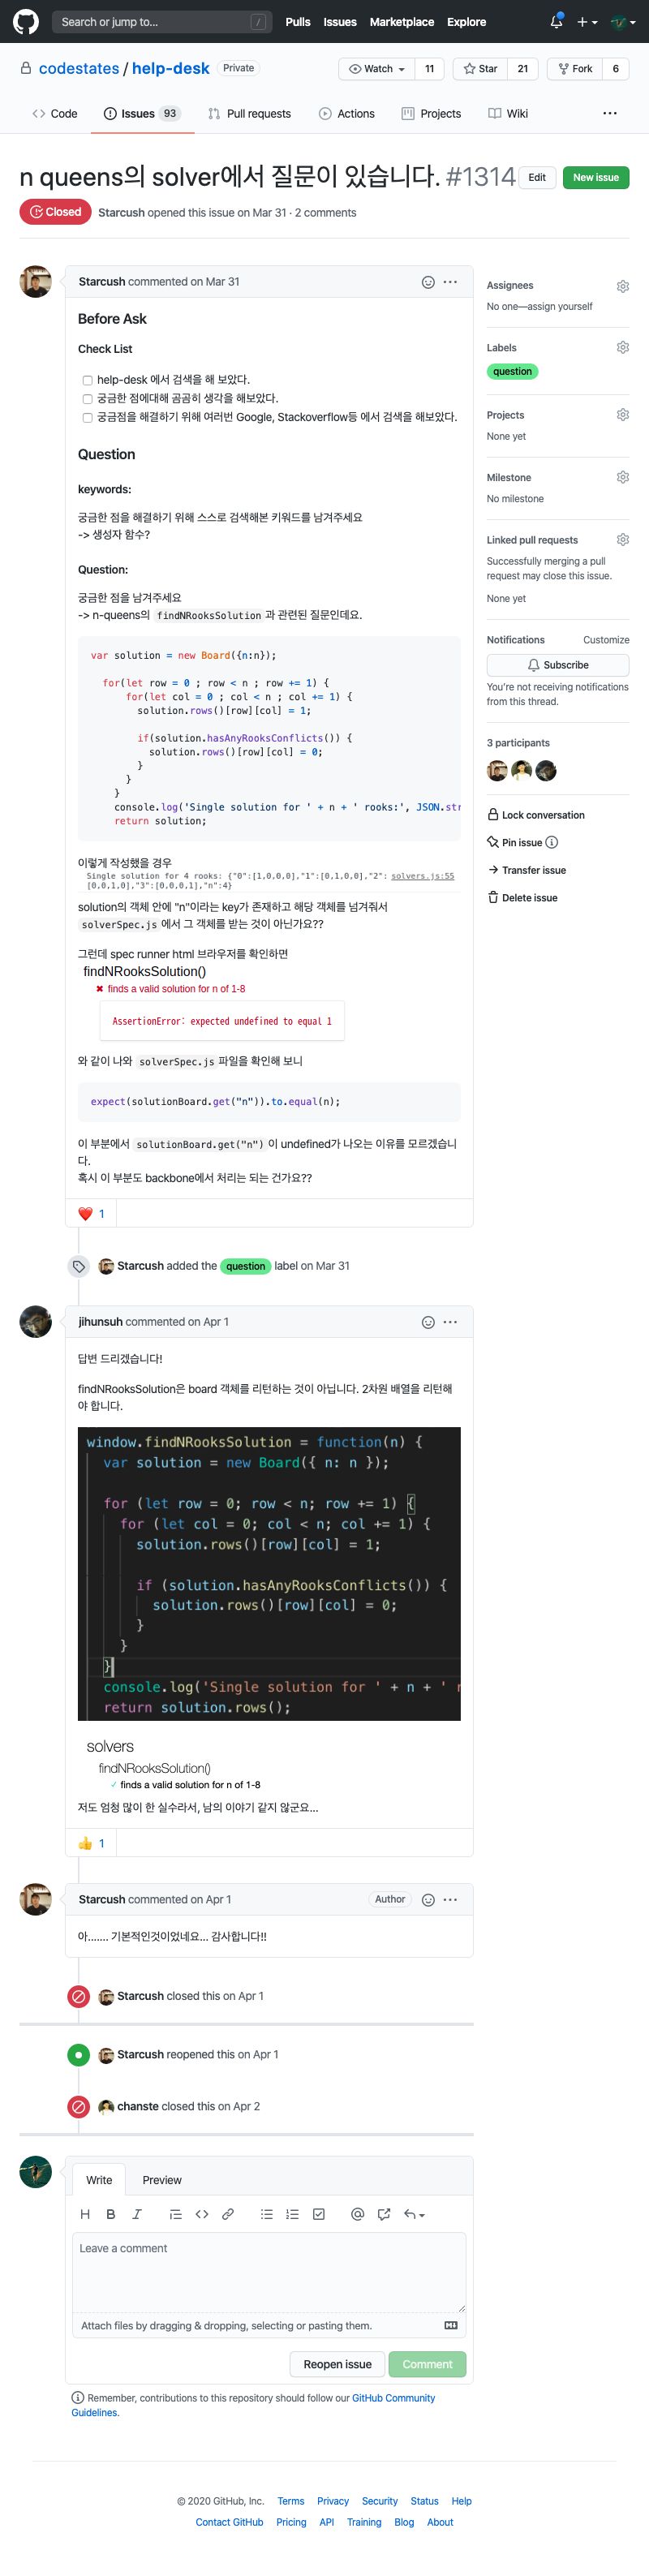 Search or jump to...
/
Pulls Issues Marketplace Explore
codestates / help-desk Private
Watch 11 Star 21 Fork 6
Code Issues 93 Pull requests Actions Projects Wiki
n queens의 solver에서 질문이 있습니다. #1314
Edit New issue
Closed Starcush opened this issue on Mar 31 · 2 comments
Starcush commented on Mar 31
Before Ask
Check List
help-desk 에서 검색을 해 보았다.
궁금한 점에대해 곰곰히 생각을 해보았다.
궁금점을 해결하기 위해 여러번 Google, Stackoverflow등 에서 검색을 해보았다.
Question
keywords:
궁금한 점을 해결하기 위해 스스로 검색해본 키워드를 남겨주세요
-> 생성자 함수?
Question:
궁금한 점을 남겨주세요
-> n-queens의 findNRooksSolution 과 관련된 질문인데요.
var solution = new Board({n:n});
for(let row = 0 ; row < n ; row += 1) {
for(let col = 0 ; col < n ; col += 1) {
solution.rows()[row][col] = 1;
if(solution.hasAnyRooksConflicts()) {
solution.rows()[row][col] = 0;
}
}
}
console.log('Single solution for ' + n + ' rooks:', JSON.str
return solution;
이렇게 작성했을 경우
Single solution for 4 rooks: {"0":[1,0,0,0],"1":[0,1,0,0],"2": solvers.js:55
[0,0,1,0],"3":[0,0,0,1],"n":4}
solution의 객체 안에 "n"이라는 key가 존재하고 해당 객체를 넘겨줘서
solverSpec.js 에서 그 객체를 받는 것이 아닌가요??
그런데 spec runner html 브라우저를 확인하면
findNRooksSolution()
✖ finds a valid solution for n of 1-8
AssertionError: expected undefined to equal 1
와 같이 나와 solverSpec.js 파일을 확인해 보니
expect(solutionBoard.get("n")).to.equal(n);
이 부분에서 solutionBoard.get("n") 이 undefined가 나오는 이유를 모르겠습니
다.
혹시 이 부분도 backbone에서 처리는 되는 건가요??
❤️ 1
Starcush added the question label on Mar 31
jihunsuh commented on Apr 1
답변 드리겠습니다!
findNRooksSolution은 board 객체를 리턴하는 것이 아닙니다. 2차원 배열을 리턴해
야 합니다.
window.findNRooksSolution = function(n) {
var solution = new Board({ n: n });
for (let row = 0; row < n; row += 1) {
for (let col = 0; col < n; col += 1) {
solution.rows()[row][col] = 1;
if (solution.hasAnyRooksConflicts()) {
solution.rows()[row][col] = 0;
}
}
}
console.log('Single solution for ' + n + ' r
return solution.rows();
solvers
findNRooksSolution()
✓ finds a valid solution for n of 1-8
저도 엄청 많이 한 실수라서, 남의 이야기 같지 않군요...
👍 1
Starcush commented on Apr 1 Author
아....... 기본적인것이었네요... 감사합니다!!
Starcush closed this on Apr 1
Starcush reopened this on Apr 1
chanste closed this on Apr 2
Write Preview
Leave a comment
Attach files by dragging & dropping, selecting or pasting them.
Reopen issue Comment
Remember, contributions to this repository should follow our GitHub Community
Guidelines.
Assignees
No one—assign yourself
Labels
question
Projects
None yet
Milestone
No milestone
Linked pull requests
Successfully merging a pull
request may close this issue.
None yet
Notifications Customize
Subscribe
You're not receiving notifications
from this thread.
3 participants
Lock conversation
Pin issue
Transfer issue
Delete issue
© 2020 GitHub, Inc. Terms Privacy Security Status Help
Contact GitHub Pricing API Training Blog About